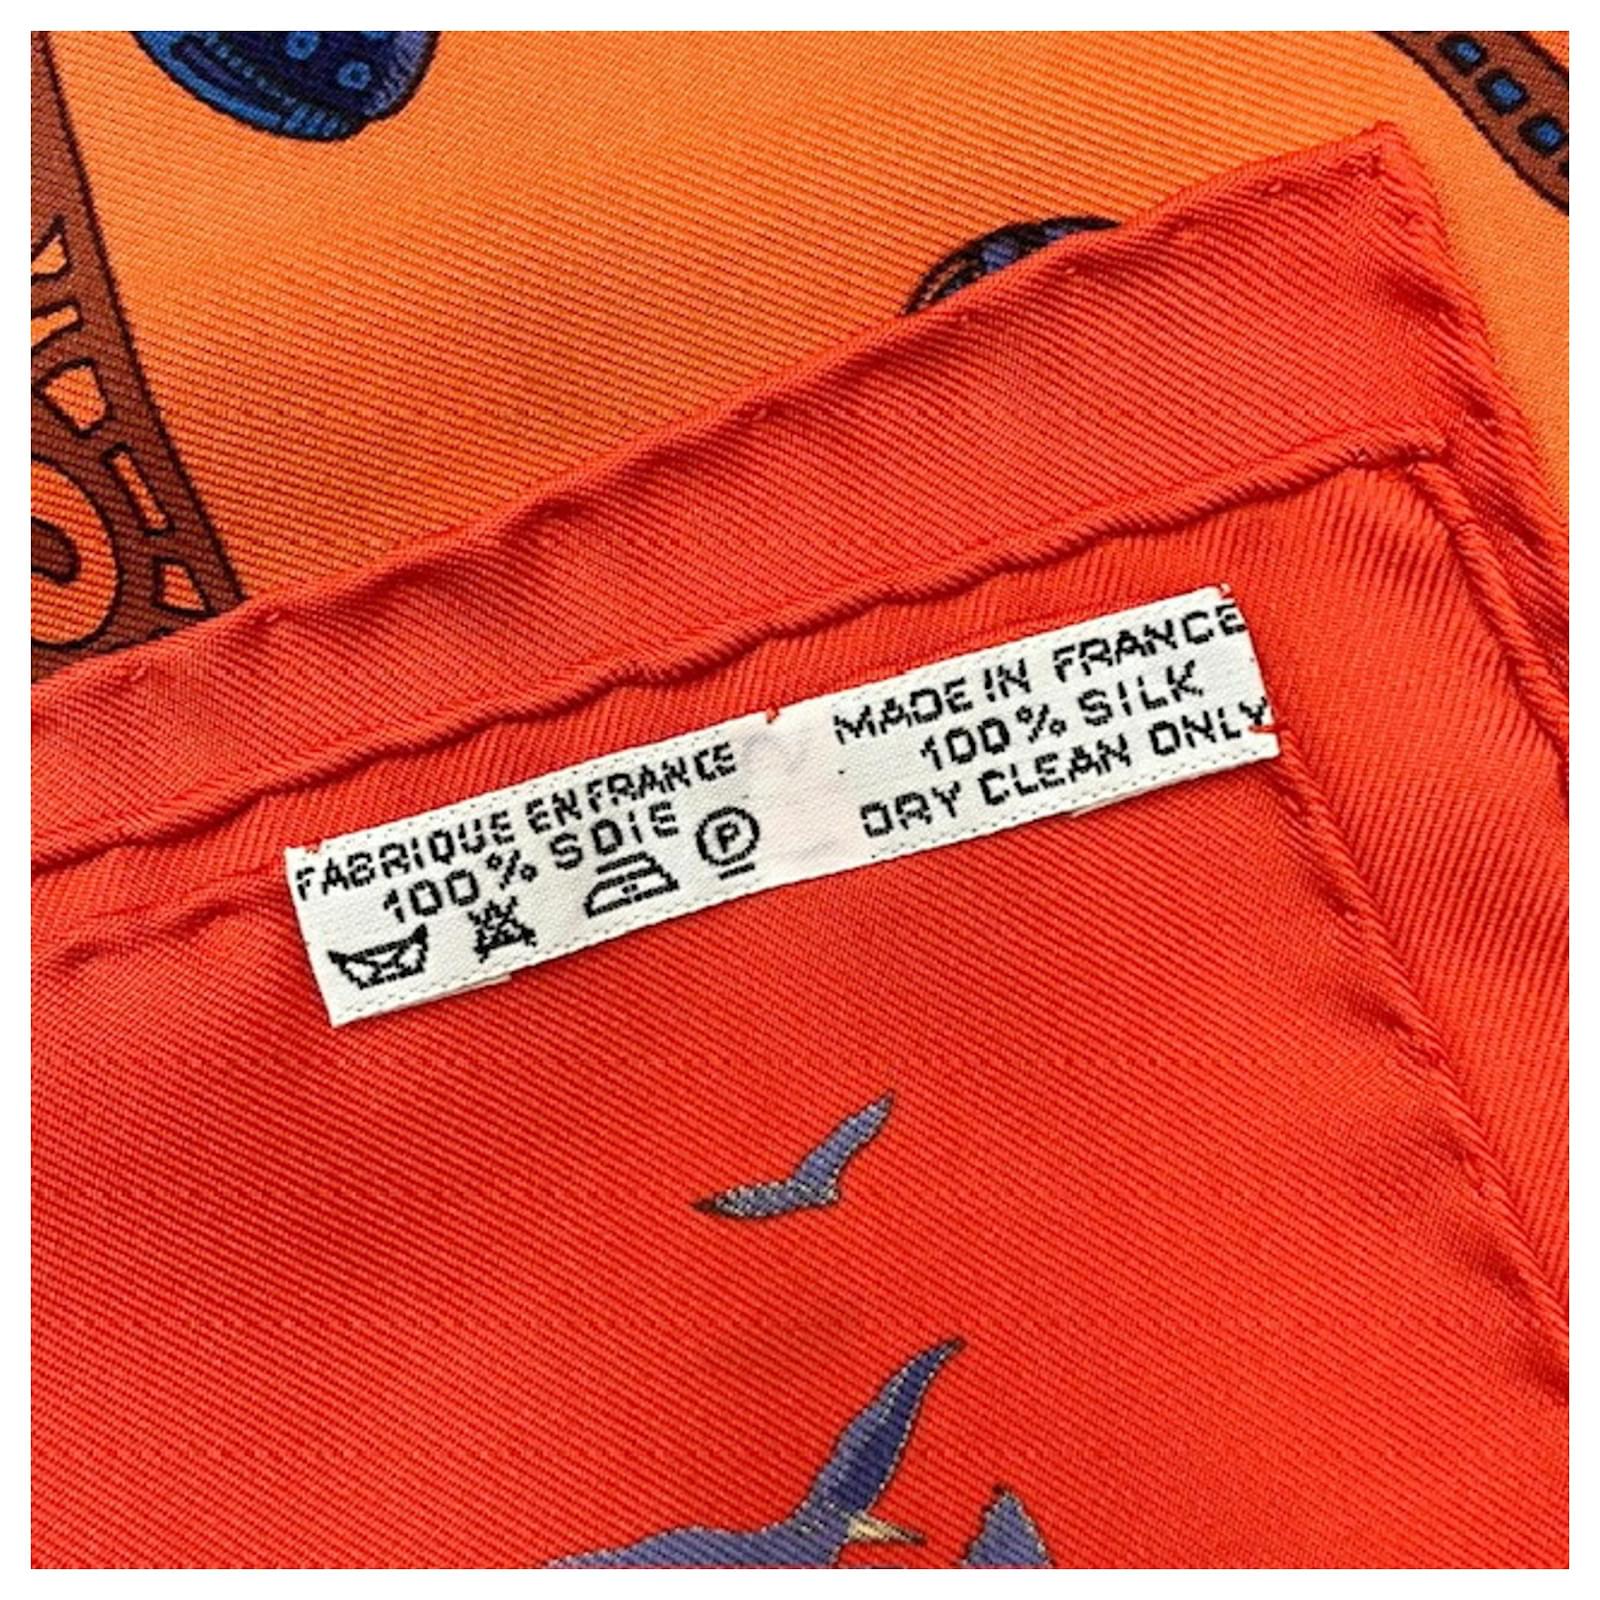 FABRIQUE EN FRANCE
100% SOIE
P
MADE IN FRANCE
100% SILK
DRY CLEAN ONLY